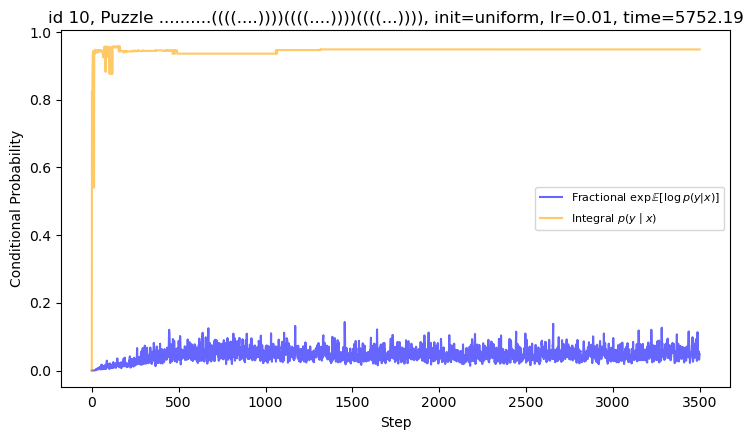 id 10, Puzzle ..........((((....))))((((....))))((((...)))), init=uniform, lr=0.01, time=5752.19
1.0
0.8
0.6
0.4
0.2
0.0
Conditional Probability
Fractional exp𝔼[log p(y|x)]
Integral p(y | x)
0 500 1000 1500 2000 2500 3000 3500
Step